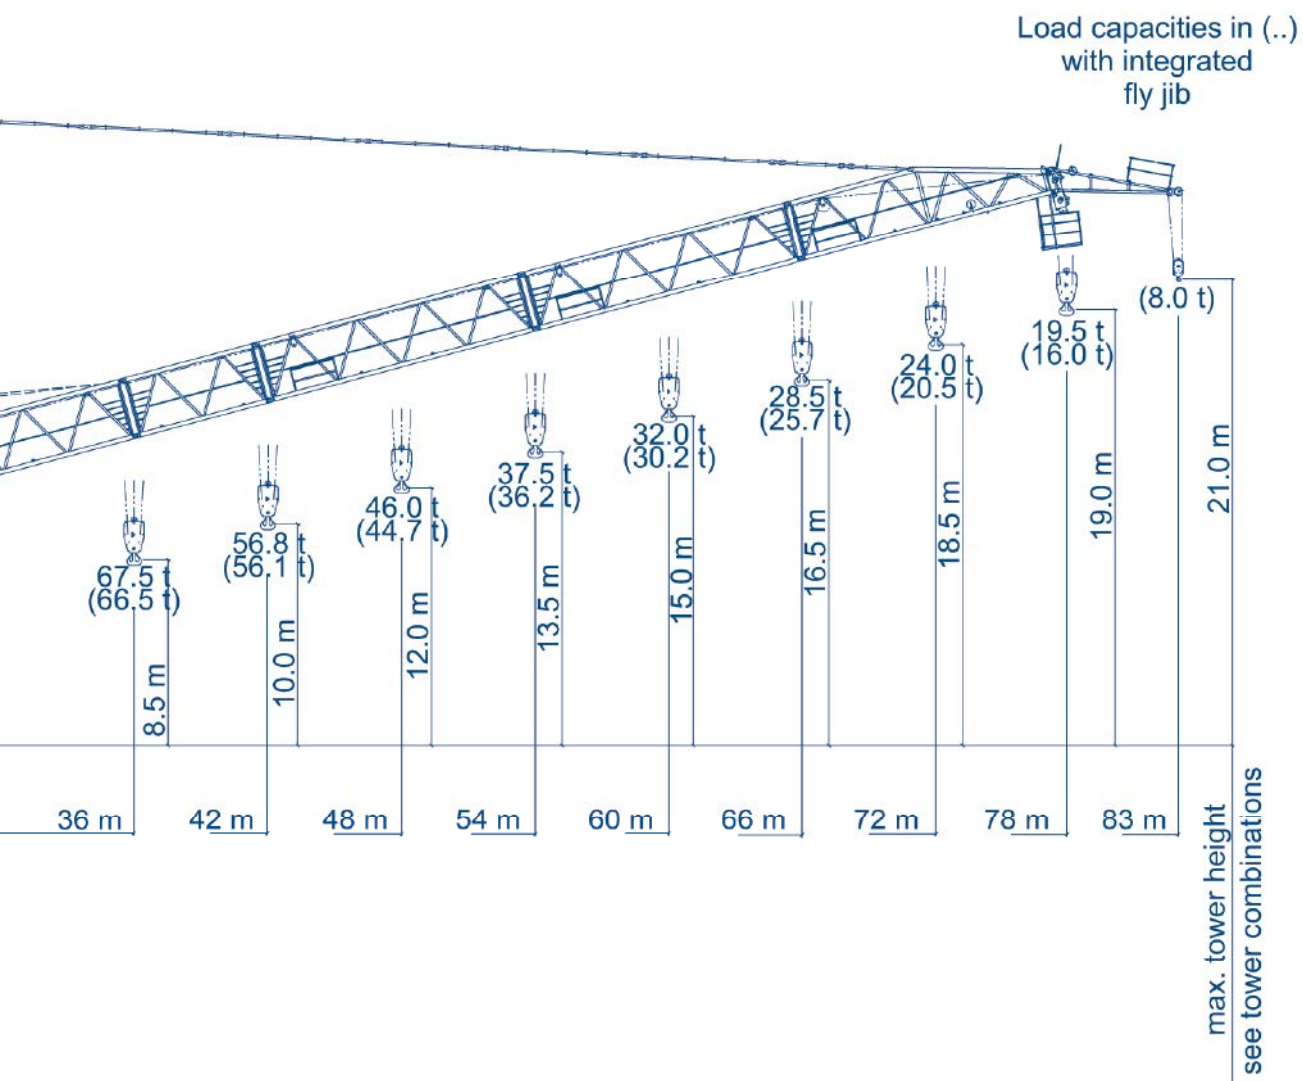 Load capacities in (..)
with integrated
fly jib
(8.0 t)
19.5 t
(16.0 t)
24.0 t
(20.5 t)
28.5 t
(25.7 t)
32.0 t
(30.2 t)
37.5 t
(36.2 t)
46.0 t
(44.7 t)
56.8 t
(56.1 t)
67.5 t
(66.5 t)
8.5 m
10.0 m
12.0 m
13.5 m
15.0 m
16.5 m
18.5 m
19.0 m
21.0 m
36 m
42 m
48 m
54 m
60 m
66 m
72 m
78 m
83 m
max. tower height
see tower combinations